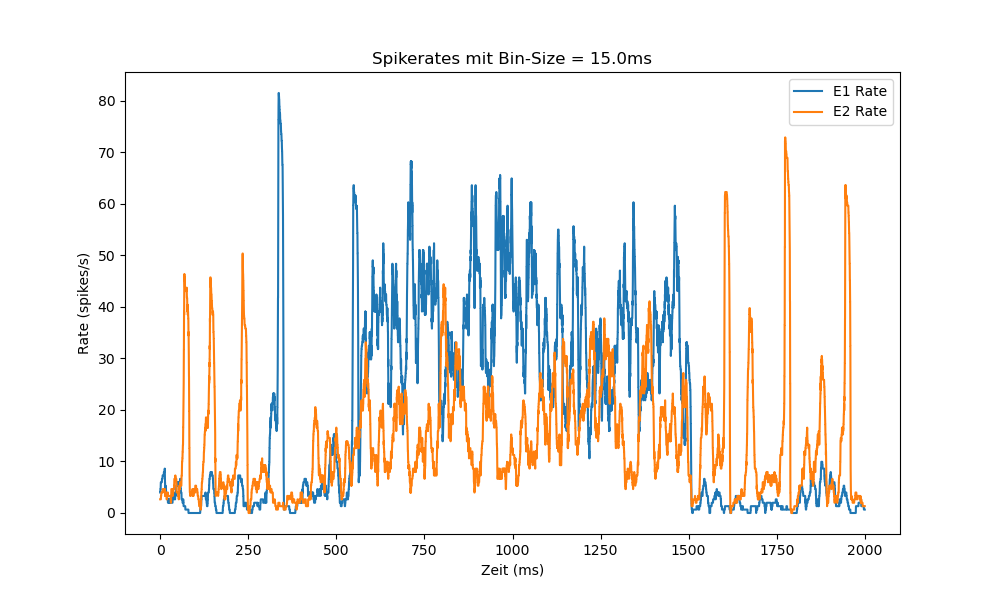 Spikerates mit Bin-Size = 15.0ms
E1 Rate
E2 Rate
80
70
60
50
40
30
20
10
0
Rate (spikes/s)
0 250 500 750 1000 1250 1500 1750 2000
Zeit (ms)